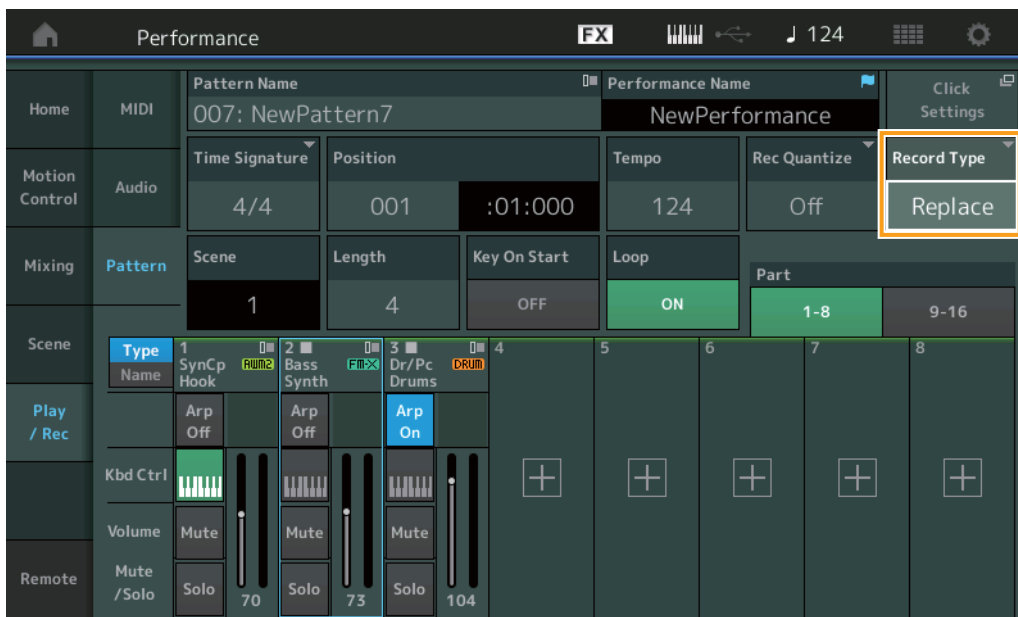 Performance
FX
♩ 124
Home
Motion
Control
Mixing
Scene
Play
/ Rec
Remote
MIDI
Audio
Pattern
Pattern Name
007: NewPattern7
Performance Name
NewPerformance
Click
Settings
Time Signature
4/4
Position
001
:01:000
Tempo
124
Rec Quantize
Off
Record Type
Replace
Scene
1
Length
4
Key On Start
OFF
Loop
ON
Part
1-8
9-16
Type
Name
1
SynCp
Hook
AWM2
2
Bass
Synth
FM-X
3
Dr/Pc
Drums
DRUM
4
5
6
7
8
Arp
Off
Arp
Off
Arp
On
Kbd Ctrl
Volume
Mute
Mute
Mute
Mute
/Solo
Solo
70
Solo
73
Solo
104